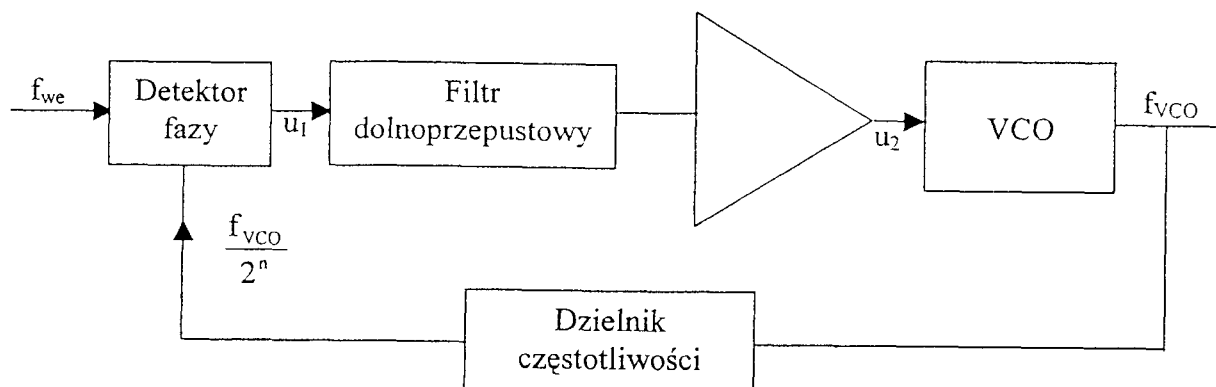 f_we
Detektor
fazy
u_1
Filtr
dolnoprzepustowy
u_2
VCO
f_VCO
f_VCO
2^n
Dzielnik
częstotliwości